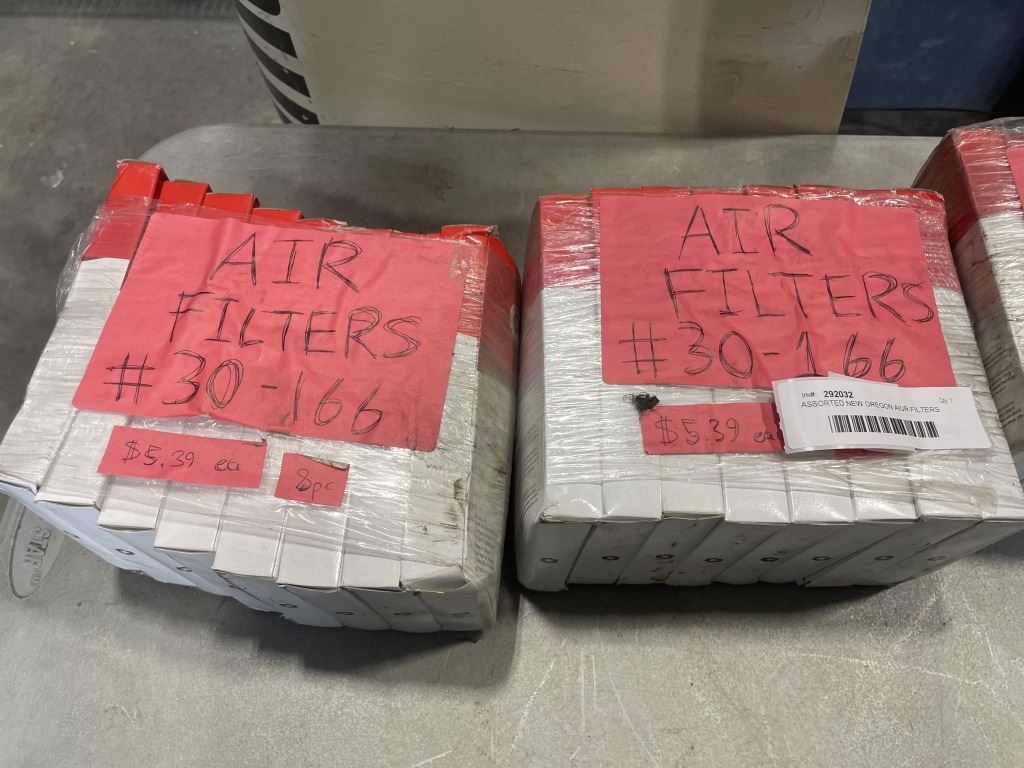 AIR
FILTERS
#30-166
$5.39 ea
8pc
AIR
FILTERS
#30-166
$5.39 ea
Inv#: 292032
Qty: 1
ASSORTED NEW OREGON AIUR FILTERS